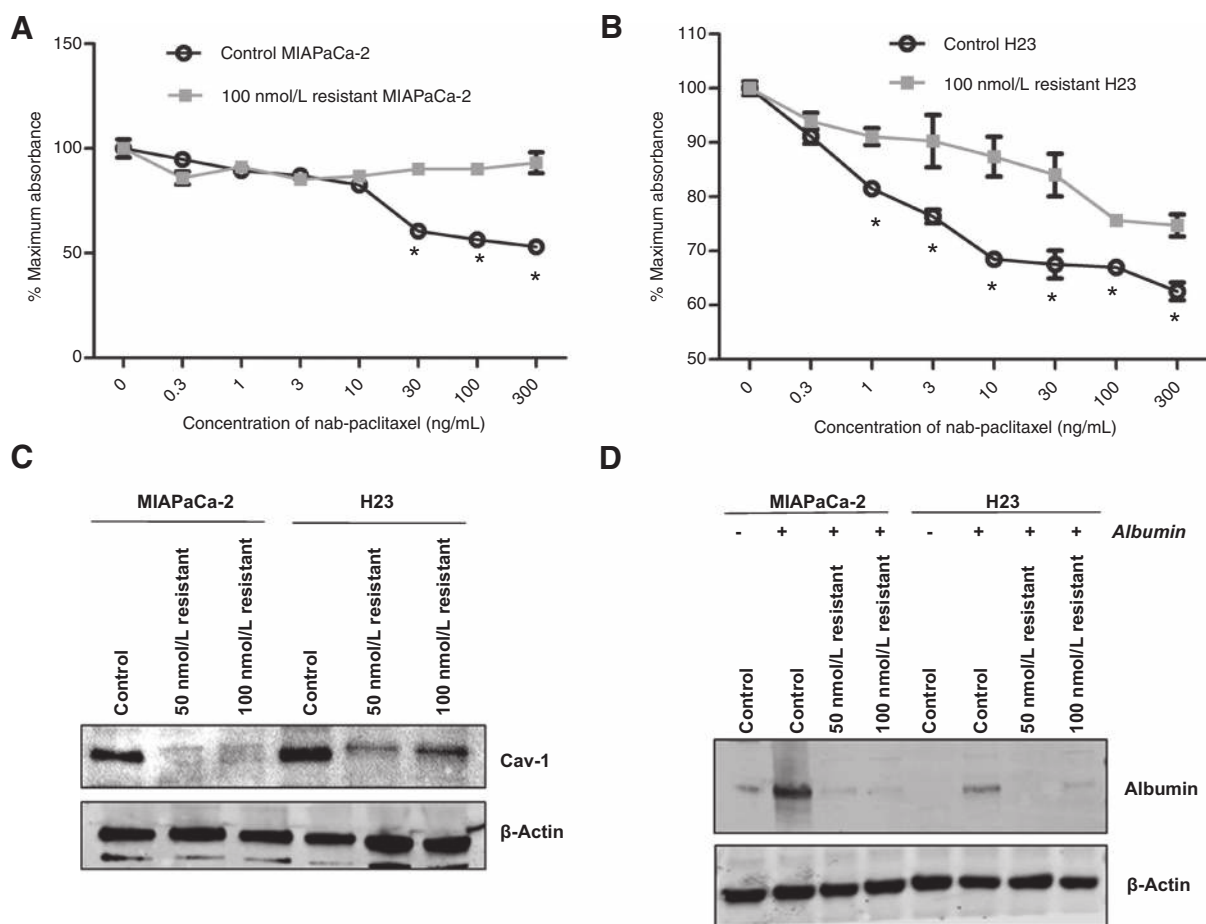 A
150
100
50
0
% Maximum absorbance
Control MIAPaCa-2
100 nmol/L resistant MIAPaCa-2
* * *
0 0.3 1 3 10 30 100 300
Concentration of nab-paclitaxel (ng/mL)
B
110
100
90
80
70
60
50
% Maximum absorbance
Control H23
100 nmol/L resistant H23
* * * * * *
0 0.3 1 3 10 30 100 300
Concentration of nab-paclitaxel (ng/mL)
C
MIAPaCa-2 H23
Control
50 nmol/L resistant
100 nmol/L resistant
Control
50 nmol/L resistant
100 nmol/L resistant
Cav-1
β-Actin
D
MIAPaCa-2 H23
- + + + - + + + Albumin
Control
Control
50 nmol/L resistant
100 nmol/L resistant
Control
Control
50 nmol/L resistant
100 nmol/L resistant
Albumin
β-Actin